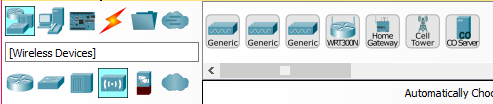 [Wireless Devices]
Generic Generic Generic WRT300N Home Gateway Cell Tower CO CO Server
Automatically Choo